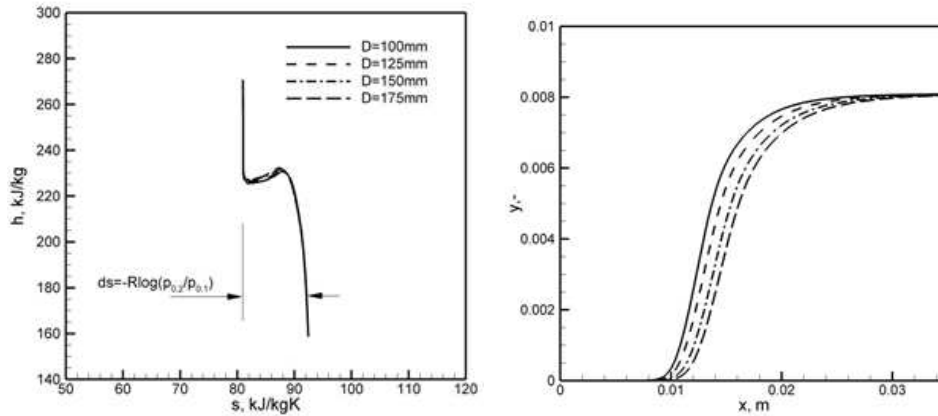 300
280
260
240
220
200
180
160
140
h, kJ/kg
D=100mm
D=125mm
D=150mm
D=175mm
ds=-Rlog(p0.2/p0.1)
50 60 70 80 90 100 110 120
s, kJ/kgK
0.01
0.008
0.006
0.004
0.002
0
y,-
0 0.01 0.02 0.03
x, m